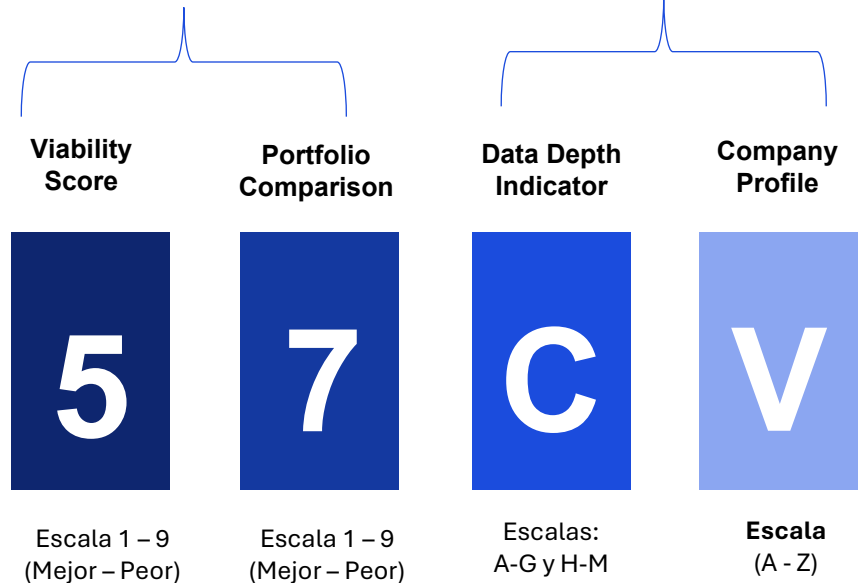 Viability
Score
Portfolio
Comparison
Data Depth
Indicator
Company
Profile
5
7
C
V
Escala 1 – 9
(Mejor – Peor)
Escala 1 – 9
(Mejor – Peor)
Escalas:
A-G y H-M
Escala
(A - Z)